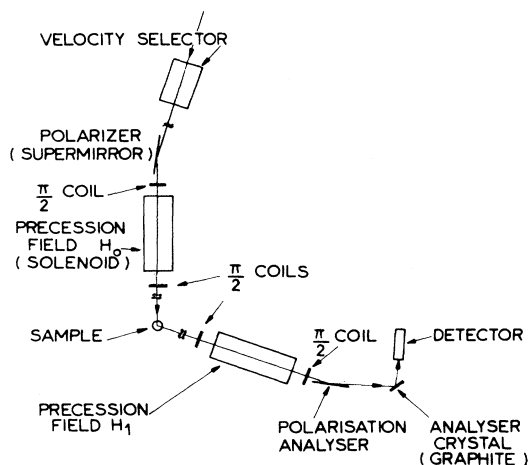 VELOCITY SELECTOR
POLARIZER
(SUPERMIRROR)
π/2 COIL
PRECESSION
FIELD H₀
(SOLENOID)
π/2 COILS
SAMPLE
π/2 COIL
DETECTOR
PRECESSION
FIELD H₁
POLARISATION
ANALYSER
ANALYSER
CRYSTAL
(GRAPHITE)